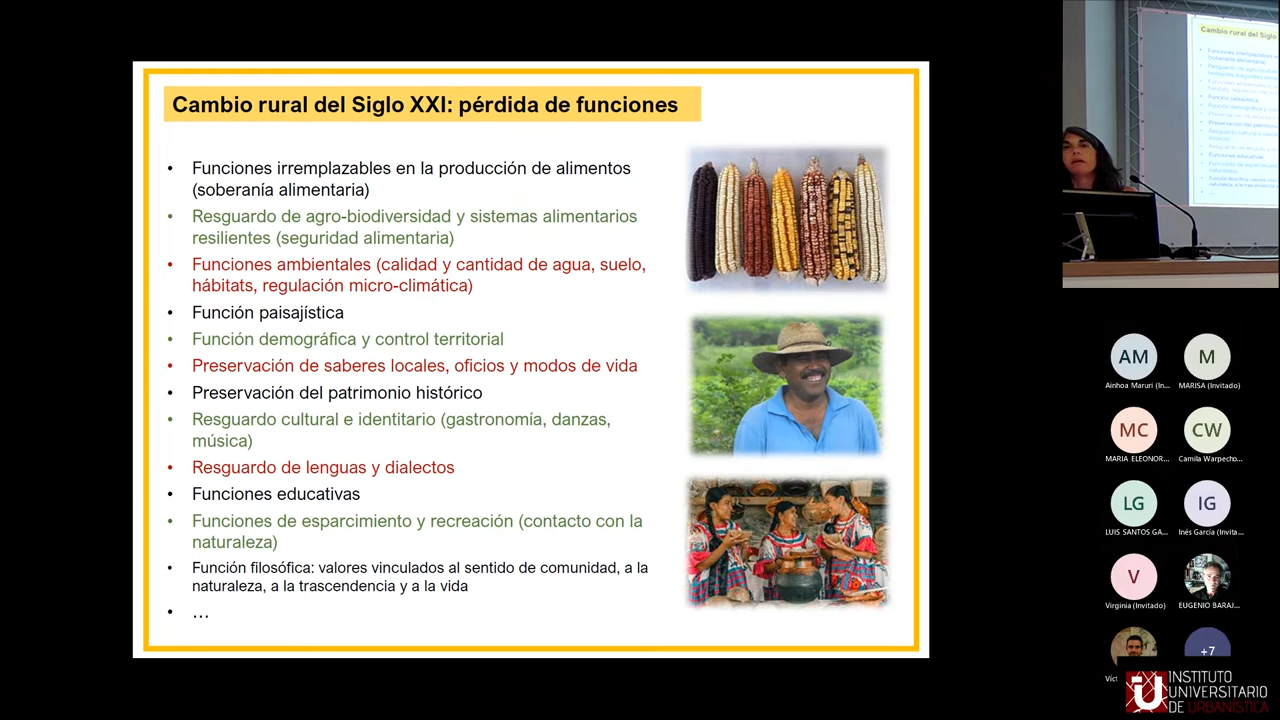 Cambio rural del Siglo XXI: pérdida de funciones
• Funciones irremplazables en la producción de alimentos
(soberanía alimentaria)
• Resguardo de agro-biodiversidad y sistemas alimentarios
resilientes (seguridad alimentaria)
• Funciones ambientales (calidad y cantidad de agua, suelo,
hábitats, regulación micro-climática)
• Función paisajística
• Función demográfica y control territorial
• Preservación de saberes locales, oficios y modos de vida
• Preservación del patrimonio histórico
• Resguardo cultural e identitario (gastronomía, danzas,
música)
• Resguardo de lenguas y dialectos
• Funciones educativas
• Funciones de esparcimiento y recreación (contacto con la
naturaleza)
• Función filosófica: valores vinculados al sentido de comunidad, a la
naturaleza, a la trascendencia y a la vida
• …
Cambio rural del Siglo
AM M
Ainhoa Maruri (In... MARISA (Invitado)
MC CW
MARIA ELEONOR... Camila Warpecho...
LG IG
LUIS SANTOS GA... Inés García (Invita...
V
Virginia (Invitado) EUGENIO BARAJ...
+7
Víct
INSTITUTO
UNIVERSITARIO
DE URBANÍSTICA